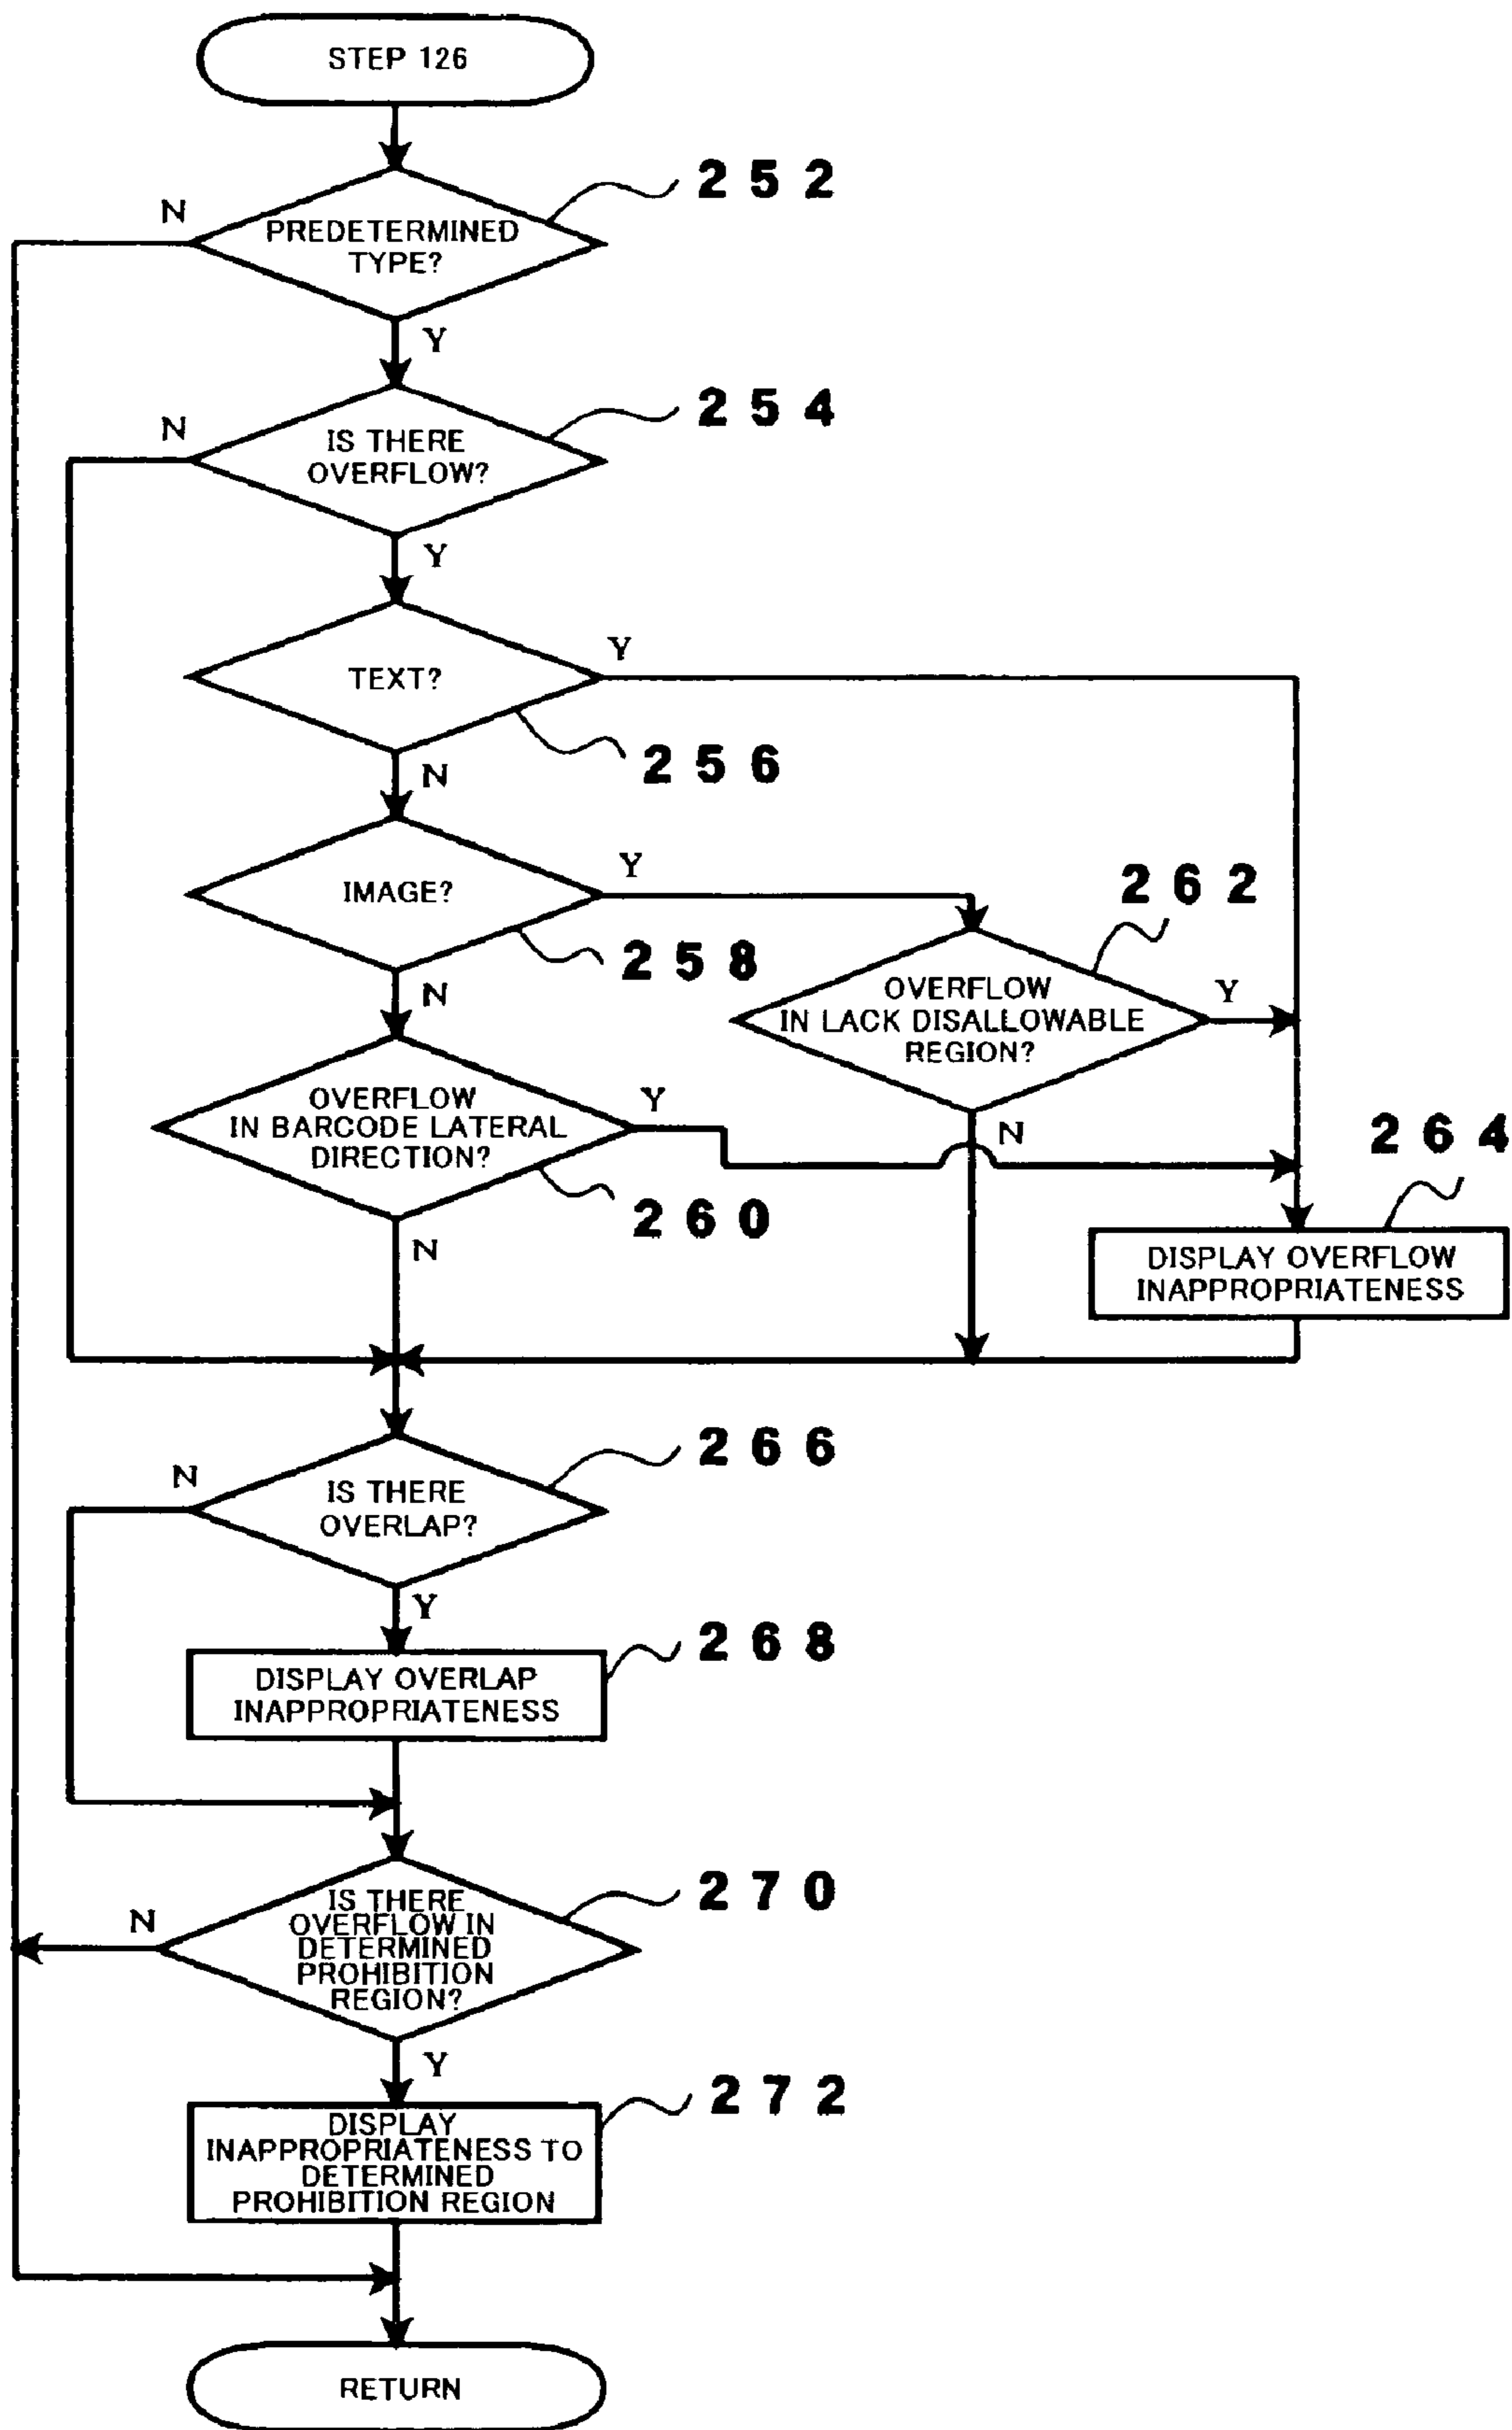 STEP 126
252
N
PREDETERMINED
TYPE?
Y
254
N
IS THERE
OVERFLOW?
Y
TEXT?
Y
256
N
IMAGE?
Y
258
N
262
OVERFLOW
IN LACK DISALLOWABLE
REGION?
Y
N
OVERFLOW
IN BARCODE LATERAL
DIRECTION?
Y
260
N
264
DISPLAY OVERFLOW
INAPPROPRIATENESS
266
N
IS THERE
OVERLAP?
Y
268
DISPLAY OVERLAP
INAPPROPRIATENESS
270
N
IS THERE
OVERFLOW IN
DETERMINED
PROHIBITION
REGION?
Y
272
DISPLAY
INAPPROPRIATENESS TO
DETERMINED
PROHIBITION REGION
RETURN